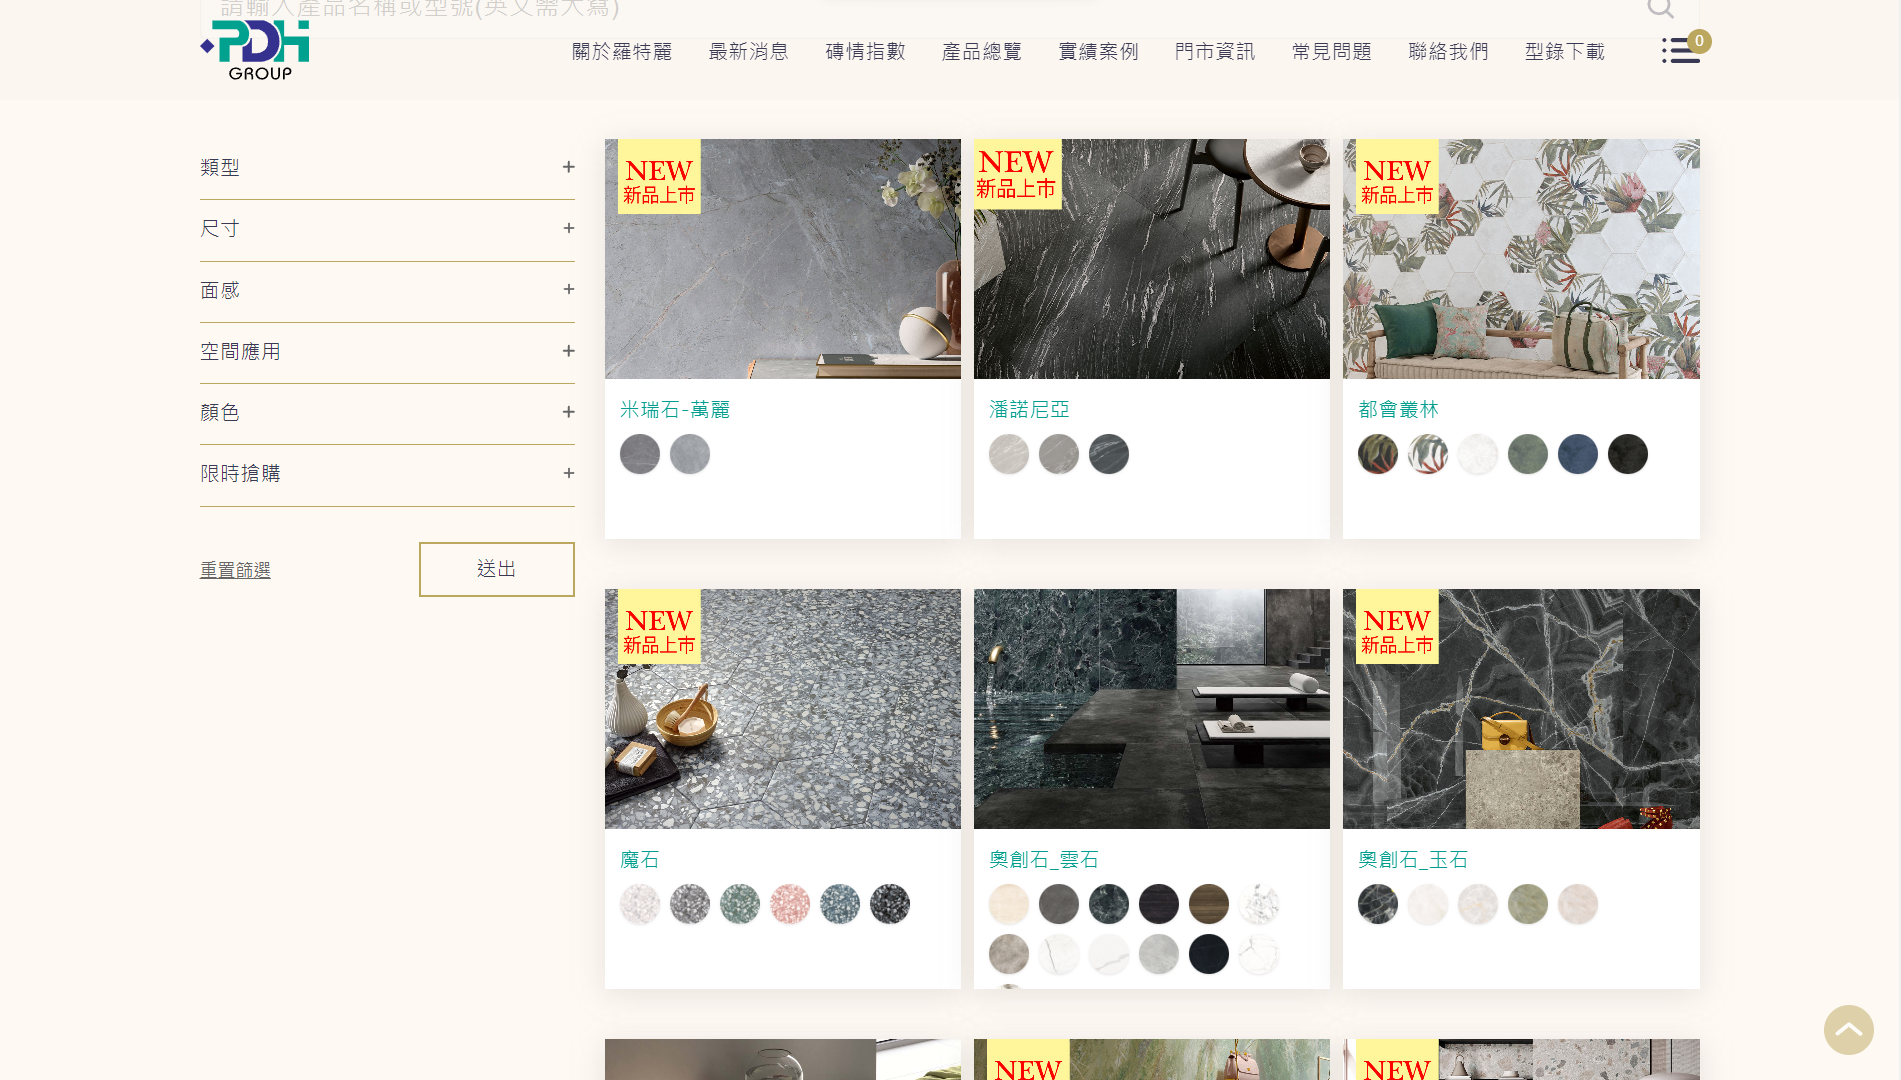 請輸入產品名稱或型號(英文需大寫)
PDH
GROUP
關於羅特麗
最新消息
磚情指數
產品總覽
實績案例
門市資訊
常見問題
聯絡我們
型錄下載
0
類型
尺寸
面感
空間應用
顏色
限時搶購
重置篩選
送出
NEW
新品上市
米瑞石-萬麗
NEW
新品上市
潘諾尼亞
NEW
新品上市
都會叢林
NEW
新品上市
魔石
奧創石_雲石
NEW
新品上市
奧創石_玉石
NEW
NEW